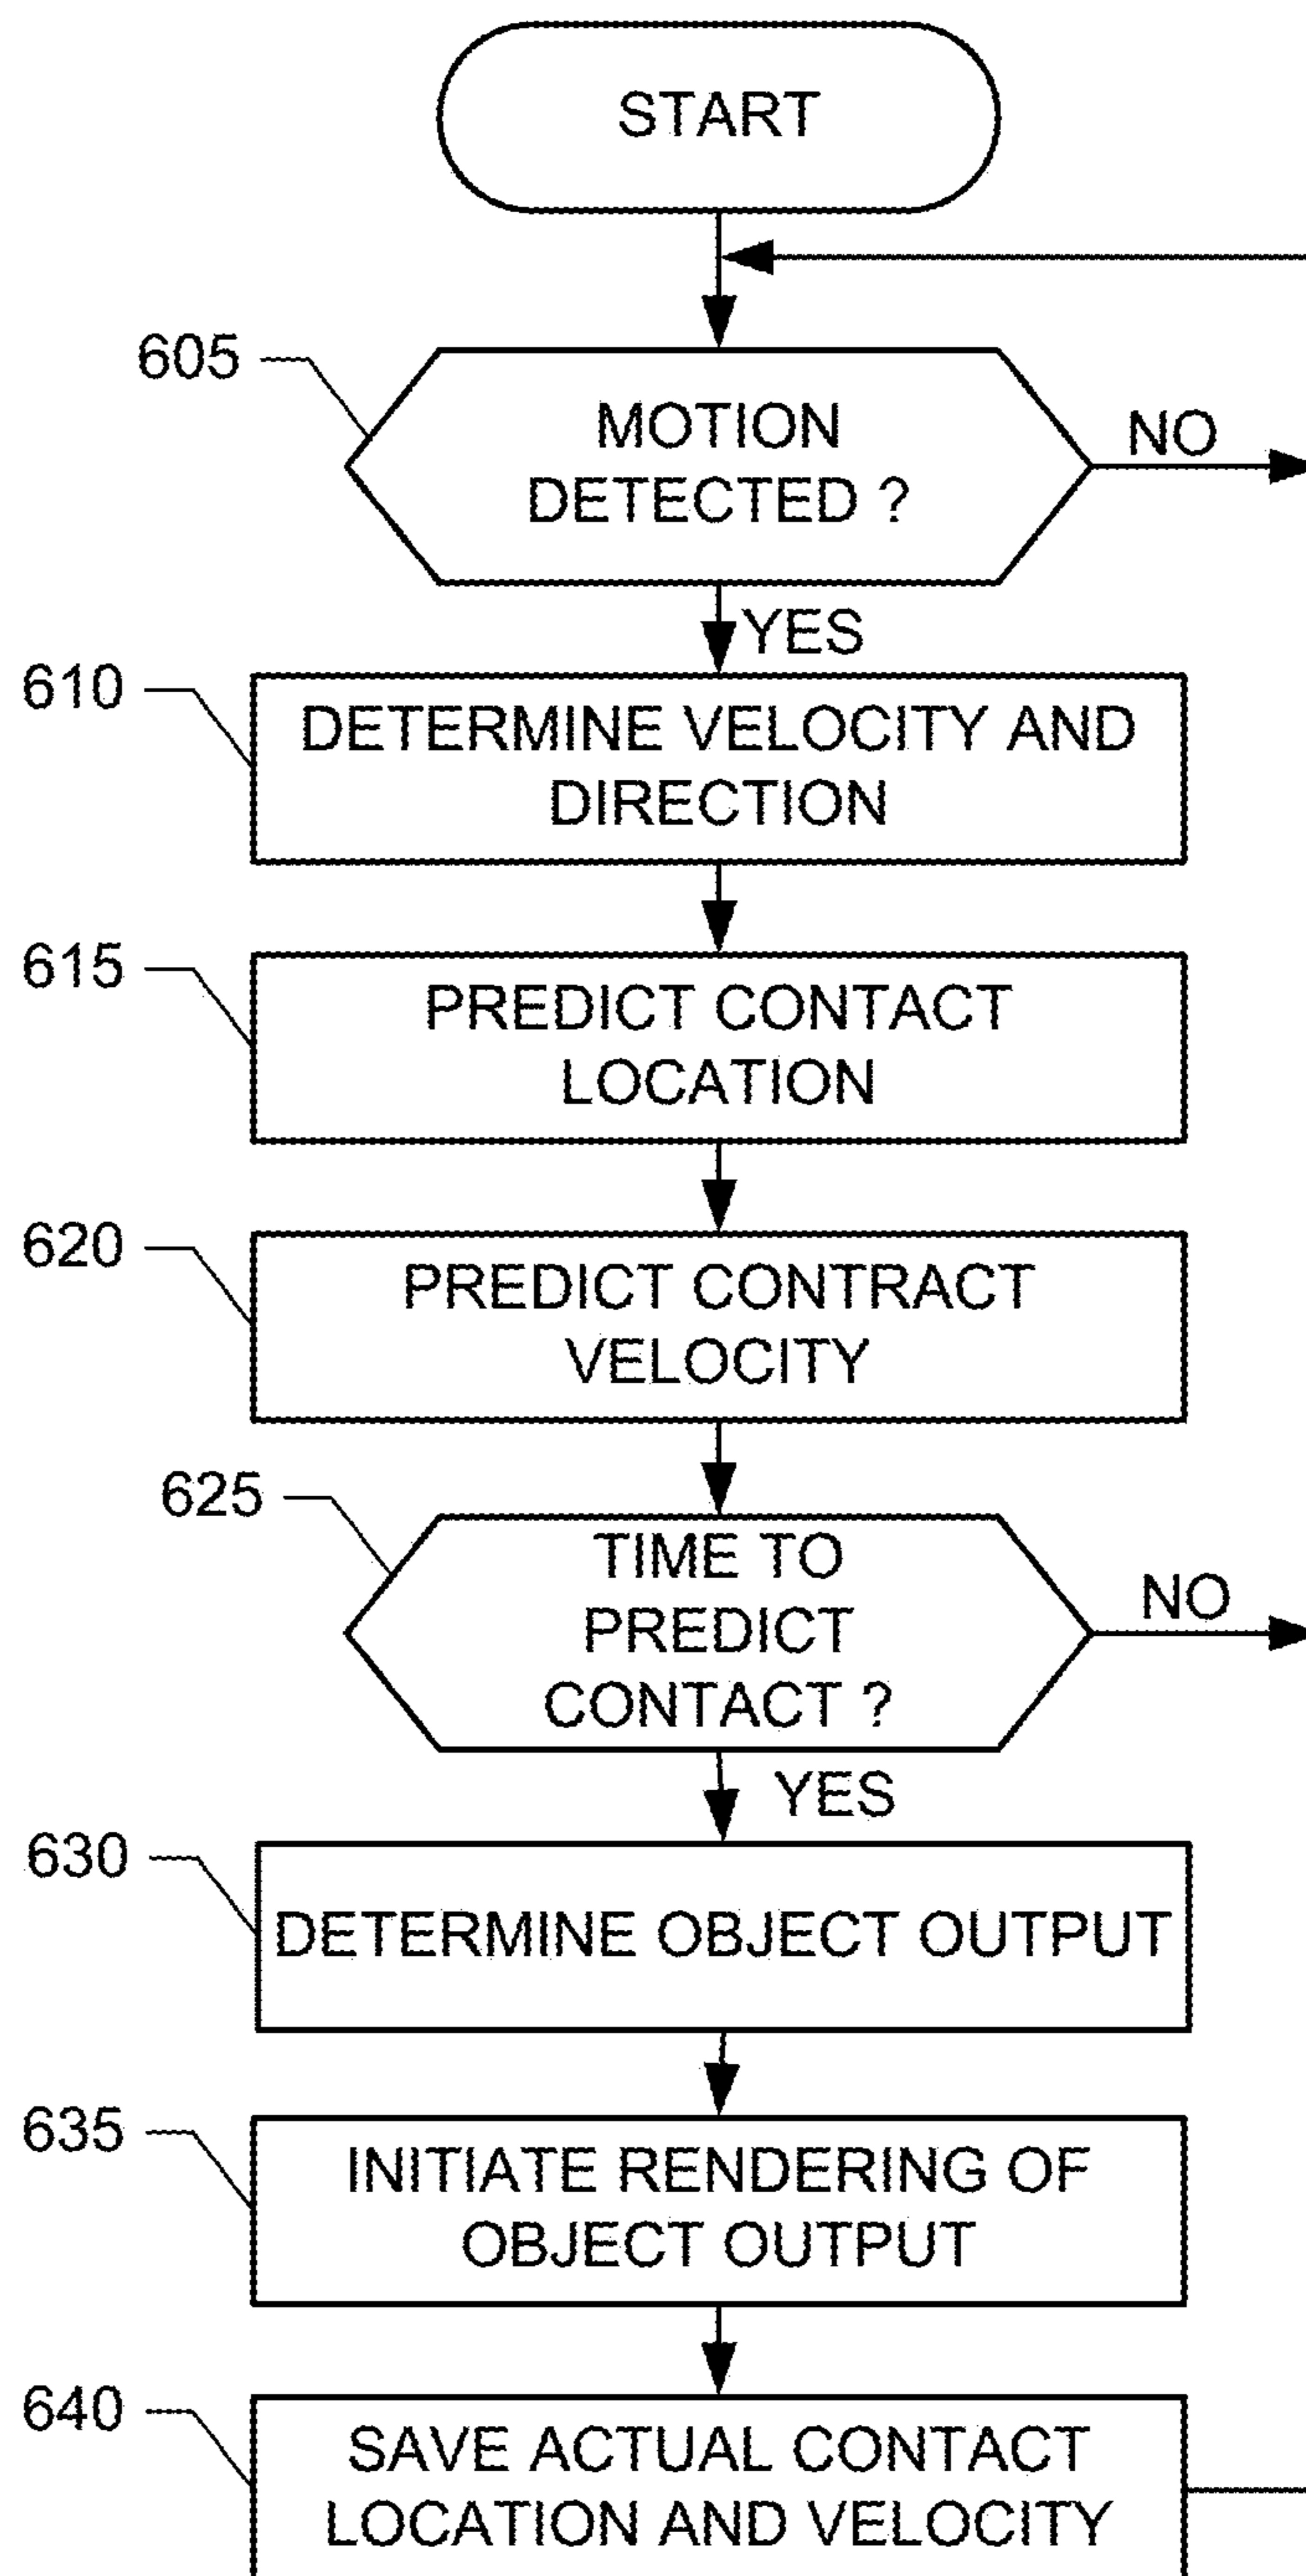 START
605
MOTION
DETECTED ?
NO
YES
610
DETERMINE VELOCITY AND
DIRECTION
615
PREDICT CONTACT
LOCATION
620
PREDICT CONTRACT
VELOCITY
625
TIME TO
PREDICT
CONTACT ?
NO
YES
630
DETERMINE OBJECT OUTPUT
635
INITIATE RENDERING OF
OBJECT OUTPUT
640
SAVE ACTUAL CONTACT
LOCATION AND VELOCITY